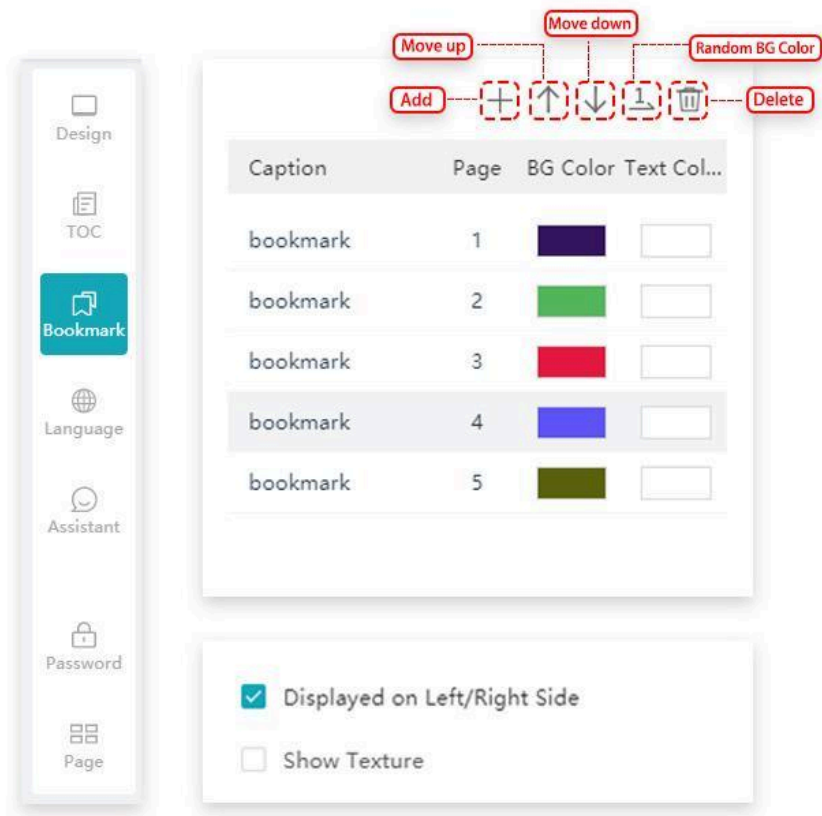 Move down
Move up
Random BG Color
Add
Delete
Design
TOC
Bookmark
Language
Assistant
Password
Page
Caption Page BG Color Text Col...
bookmark 1
bookmark 2
bookmark 3
bookmark 4
bookmark 5
Displayed on Left/Right Side
Show Texture